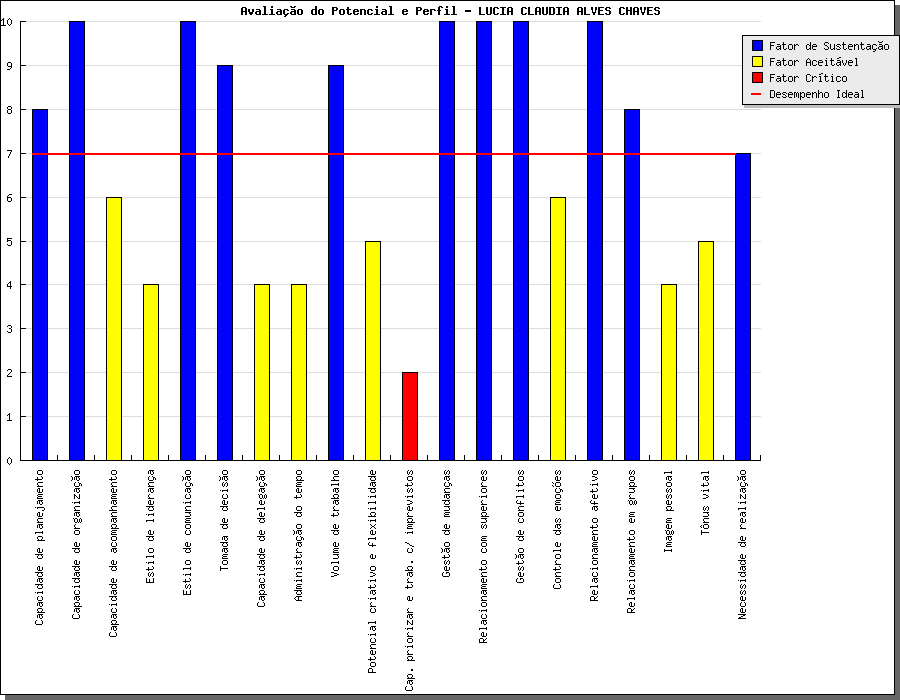 Avaliação do Potencial e Perfil - LUCIA CLAUDIA ALVES CHAVES
Fator de Sustentação
Fator Aceitável
Fator Crítico
Desempenho Ideal
10
9
8
7
6
5
4
3
2
1
0
Capacidade de planejamento
Capacidade de organização
Capacidade de acompanhamento
Estilo de liderança
Estilo de comunicação
Tomada de decisão
Capacidade de delegação
Administração do tempo
Volume de trabalho
Potencial criativo e flexibilidade
Cap. priorizar e trab. c/ imprevistos
Gestão de mudanças
Relacionamento com superiores
Gestão de conflitos
Controle das emoções
Relacionamento afetivo
Relacionamento em grupos
Imagem pessoal
Tônus vital
Necessidade de realização